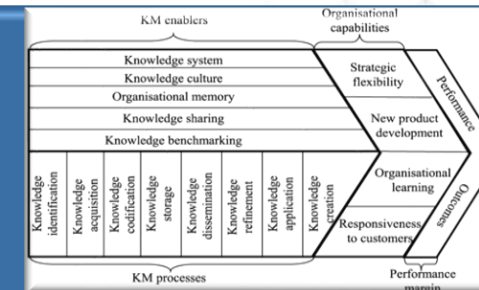 KM enablers
Organisational
capabilities
Knowledge system
Knowledge culture
Organisational memory
Knowledge sharing
Knowledge benchmarking
Strategic
flexibility
New product
development
Organisational
learning
Responsiveness
to customers
Performance
Outcomes
Knowledge
identification
Knowledge
acquisition
Knowledge
codification
Knowledge
storage
Knowledge
dissemination
Knowledge
refinement
Knowledge
application
Knowledge
creation
KM processes
Performance
margin